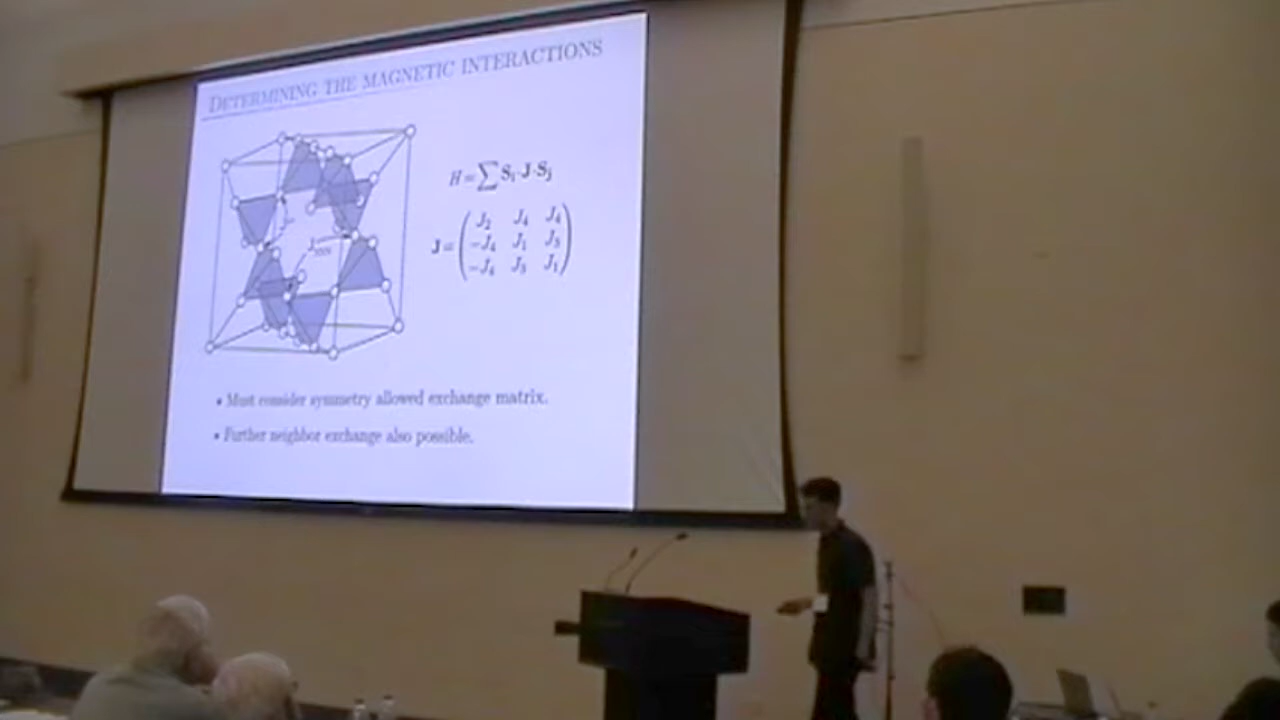 DETERMINING THE MAGNETIC INTERACTIONS
H=∑ Sᵢ·J·Sⱼ
J₂ J₄ J₄
J= −J₄ J₁ J₃
−J₄ J₃ J₁
• Must consider symmetry allowed exchange matrix.
• Further neighbor exchange also possible.